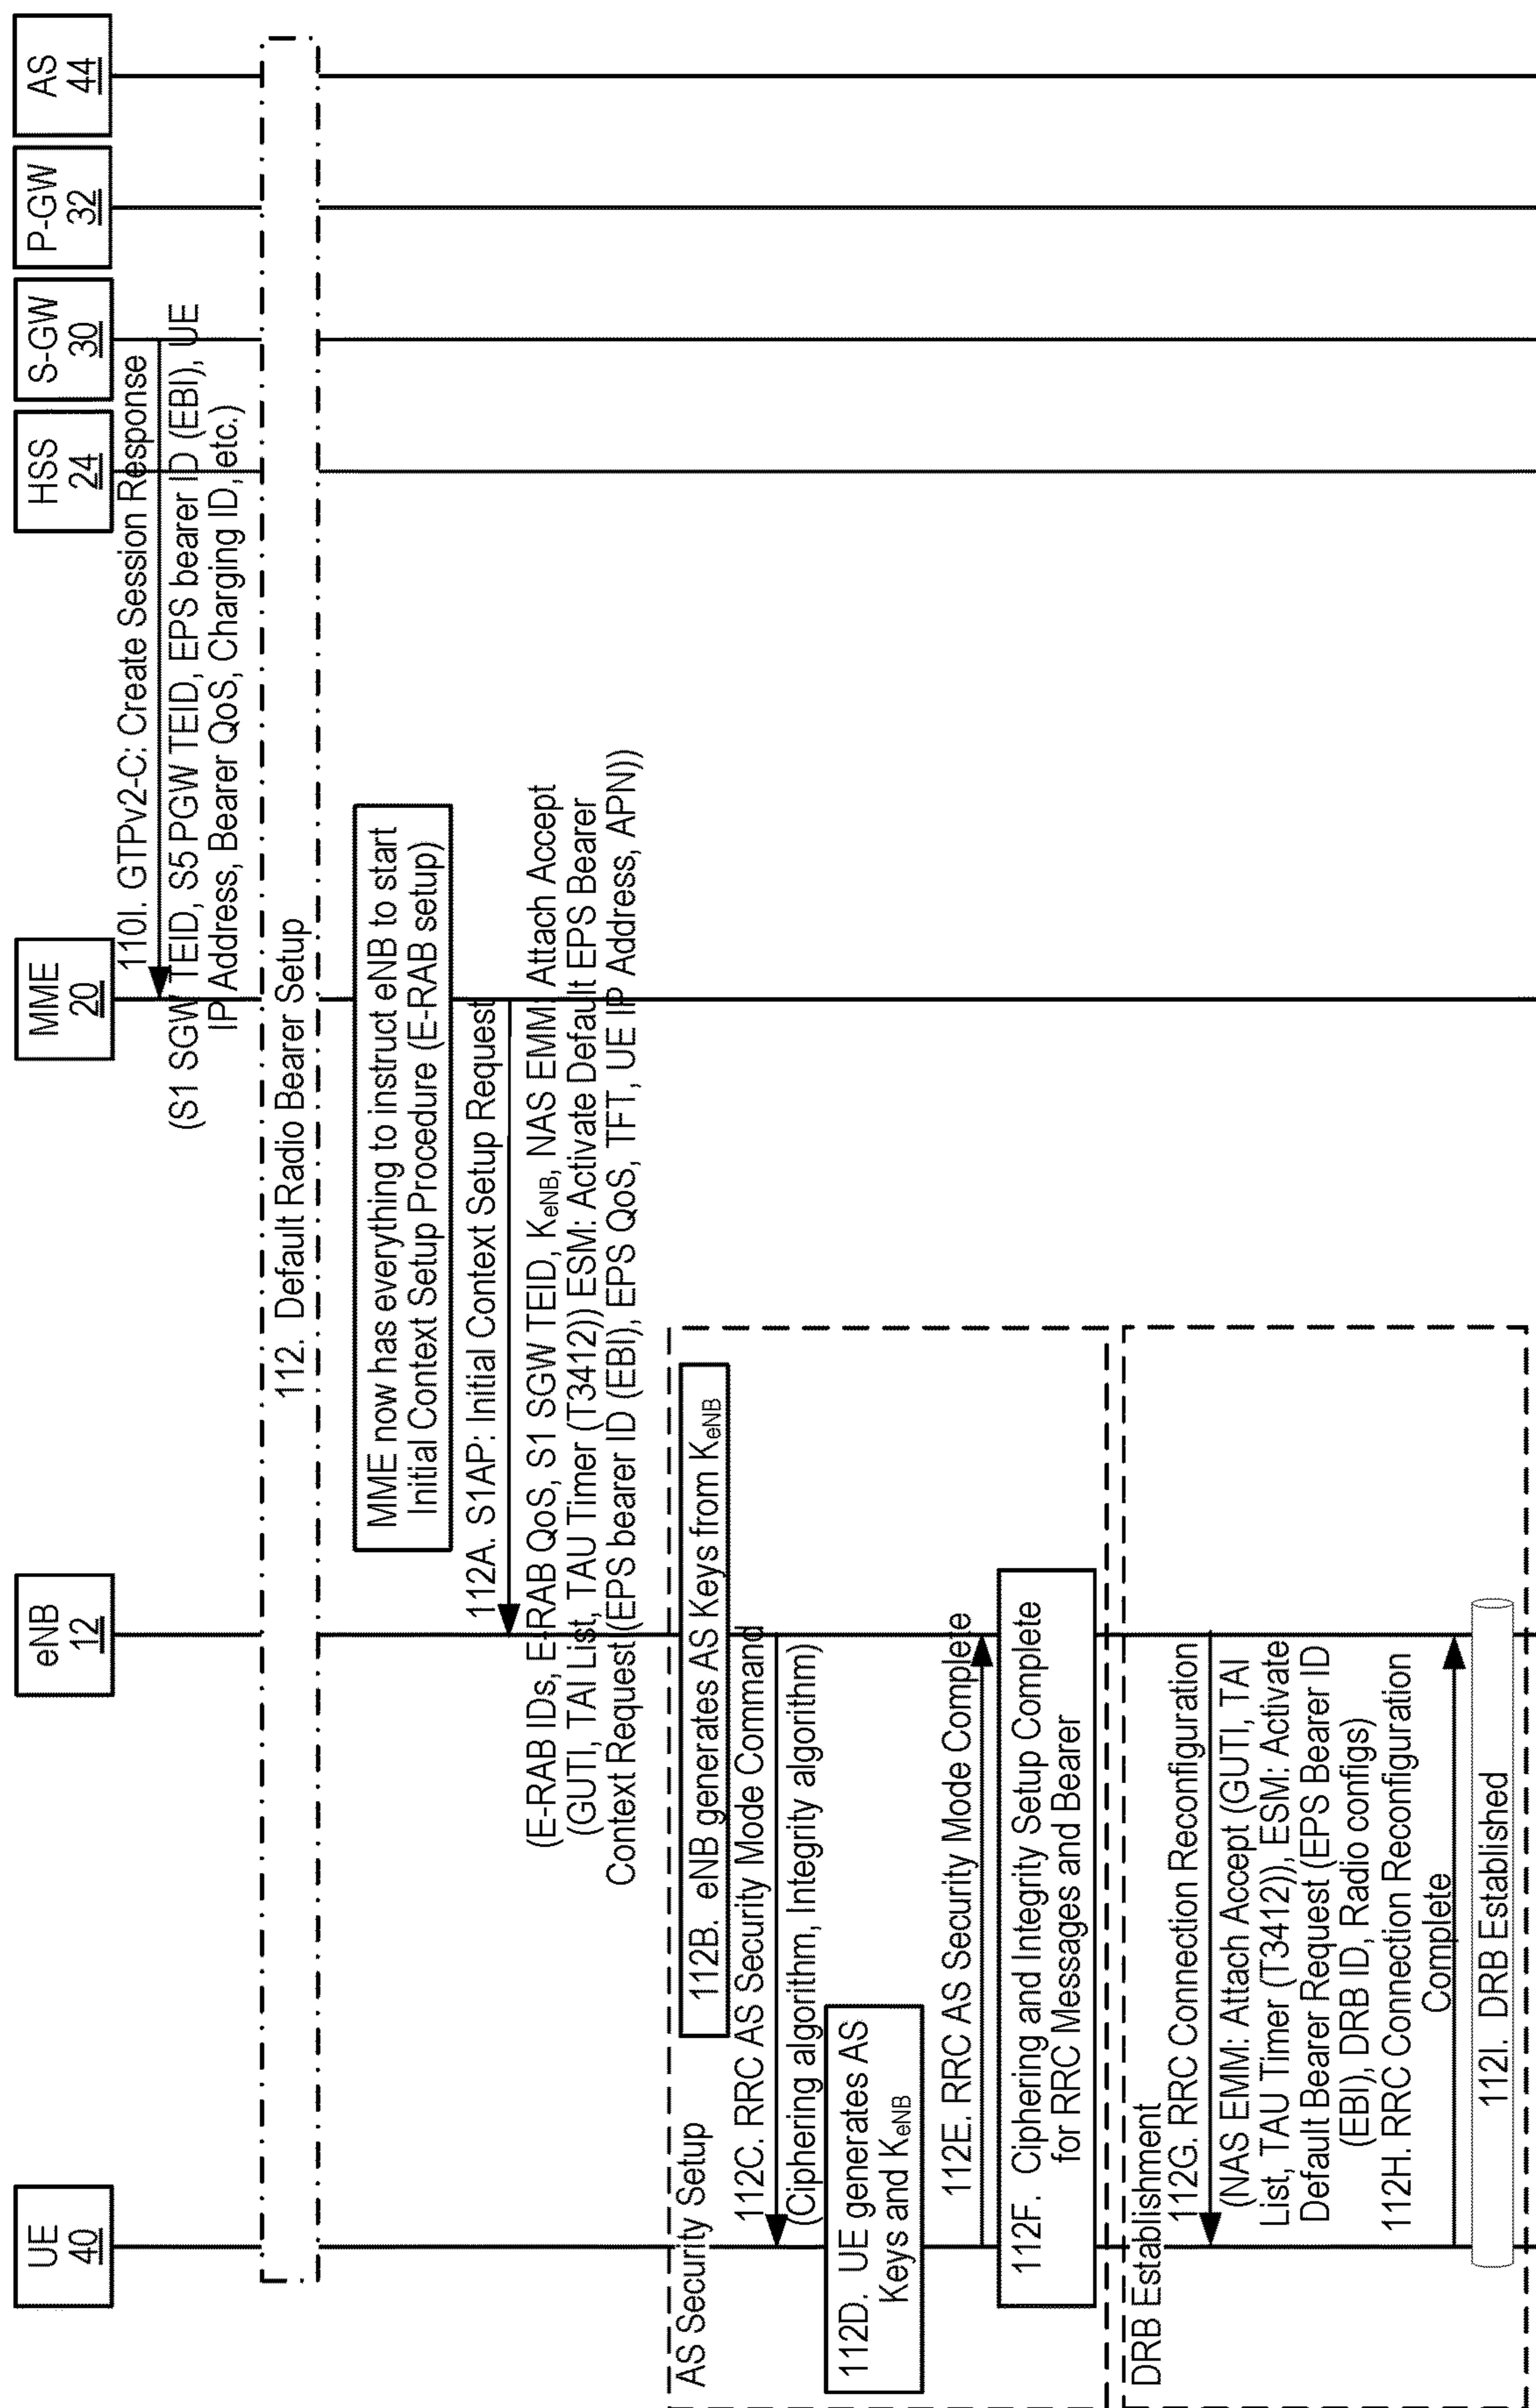 UE
40
eNB
12
MME
20
HSS
24
S-GW
30
P-GW
32
AS
44
110I. GTPv2-C: Create Session Response
(S1 SGW TEID, S5 PGW TEID, EPS bearer ID (EBI), UE
IP Address, Bearer QoS, Charging ID, etc.)
112. Default Radio Bearer Setup
MME now has everything to instruct eNB to start
Initial Context Setup Procedure (E-RAB setup)
112A. S1AP: Initial Context Setup Request
(E-RAB IDs, E-RAB QoS, S1 SGW TEID, KeNB, NAS EMM: Attach Accept
(GUTI, TAI List, TAU Timer (T3412)) ESM: Activate Default EPS Bearer
Context Request (EPS bearer ID (EBI), EPS QoS, TFT, UE IP Address, APN))
AS Security Setup
112B. eNB generates AS Keys from KeNB
112C. RRC AS Security Mode Command
(Ciphering algorithm, Integrity algorithm)
112D. UE generates AS
Keys and KeNB
112E. RRC AS Security Mode Complete
112F. Ciphering and Integrity Setup Complete
for RRC Messages and Bearer
DRB Establishment
112G. RRC Connection Reconfiguration
(NAS EMM: Attach Accept (GUTI, TAI
List, TAU Timer (T3412)), ESM: Activate
Default Bearer Request (EPS Bearer ID
(EBI), DRB ID, Radio configs)
112H. RRC Connection Reconfiguration
Complete
112I. DRB Established